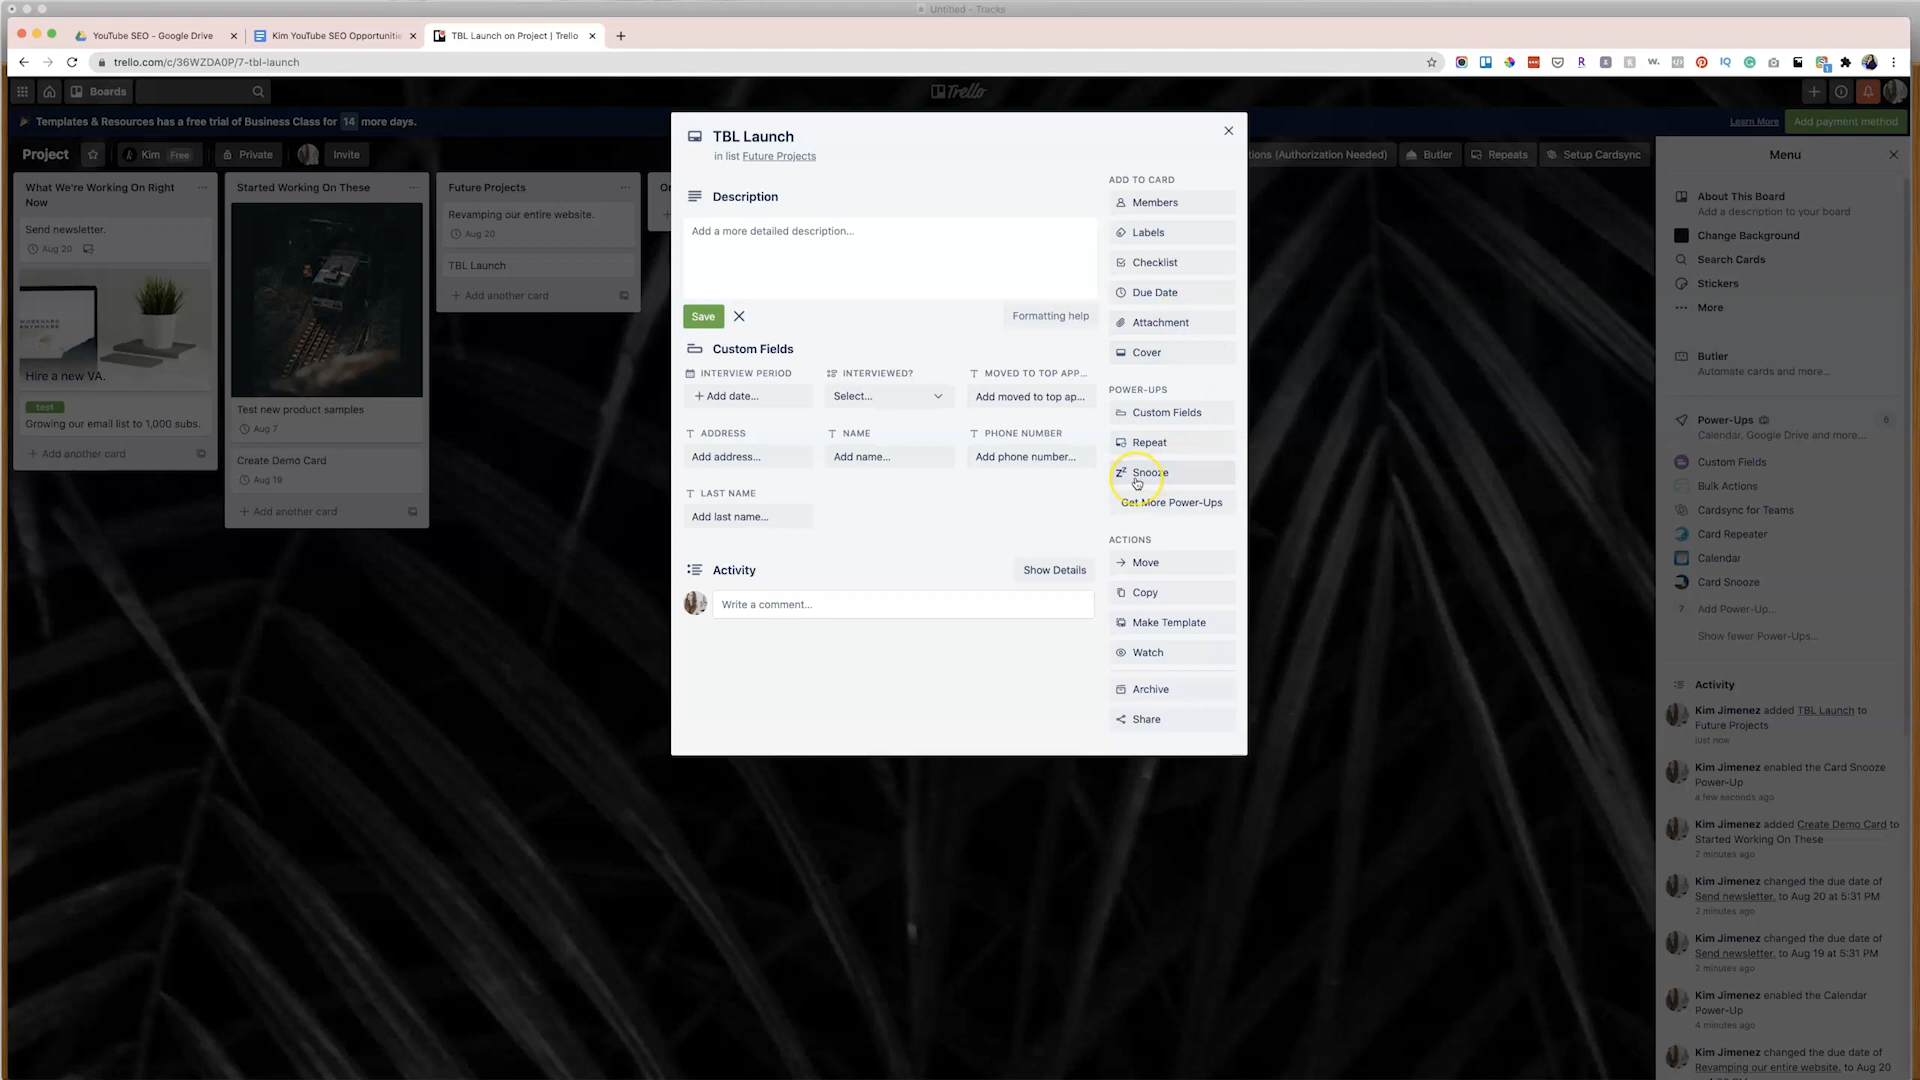 Untitled - Tracks
YouTube SEO - Google Drive
Kim YouTube SEO Opportunitie
TBL Launch on Project | Trello
trello.com/c/36WZDA0P/7-tbl-launch
Boards
Trello
Templates & Resources has a free trial of Business Class for 14 more days.
Learn More
Add payment method
Project
Kim Free
Private
Invite
tions (Authorization Needed)
Butler
Repeats
Setup Cardsync
What We're Working On Right
Now
Send newsletter.
Aug 20
WORK HARD
ANYWHERE
Hire a new VA.
test
Growing our email list to 1,000 subs.
+ Add another card
Started Working On These
Test new product samples
Aug 7
Create Demo Card
Aug 19
+ Add another card
Future Projects
Revamping our entire website.
Aug 20
TBL Launch
+ Add another card
TBL Launch
in list Future Projects
Description
Add a more detailed description...
Save
Formatting help
Custom Fields
INTERVIEW PERIOD
+ Add date...
INTERVIEWED?
Select...
MOVED TO TOP APP...
Add moved to top ap...
ADDRESS
Add address...
NAME
Add name...
PHONE NUMBER
Add phone number...
LAST NAME
Add last name...
Activity
Show Details
Write a comment...
ADD TO CARD
Members
Labels
Checklist
Due Date
Attachment
Cover
POWER-UPS
Custom Fields
Repeat
Snooze
Get More Power-Ups
ACTIONS
Move
Copy
Make Template
Watch
Archive
Share
Menu
About This Board
Add a description to your board
Change Background
Search Cards
Stickers
More
Butler
Automate cards and more...
Power-Ups
6
Calendar, Google Drive and more...
Custom Fields
Bulk Actions
Cardsync for Teams
Card Repeater
Calendar
Card Snooze
7 Add Power-Up...
Show fewer Power-Ups...
Activity
Kim Jimenez added TBL Launch to
Future Projects
just now
Kim Jimenez enabled the Card Snooze
Power-Up
a few seconds ago
Kim Jimenez added Create Demo Card to
Started Working On These
2 minutes ago
Kim Jimenez changed the due date of
Send newsletter. to Aug 20 at 5:31 PM
2 minutes ago
Kim Jimenez changed the due date of
Send newsletter. to Aug 19 at 5:31 PM
2 minutes ago
Kim Jimenez enabled the Calendar
Power-Up
4 minutes ago
Kim Jimenez changed the due date of
Revamping our entire website. to Aug 20